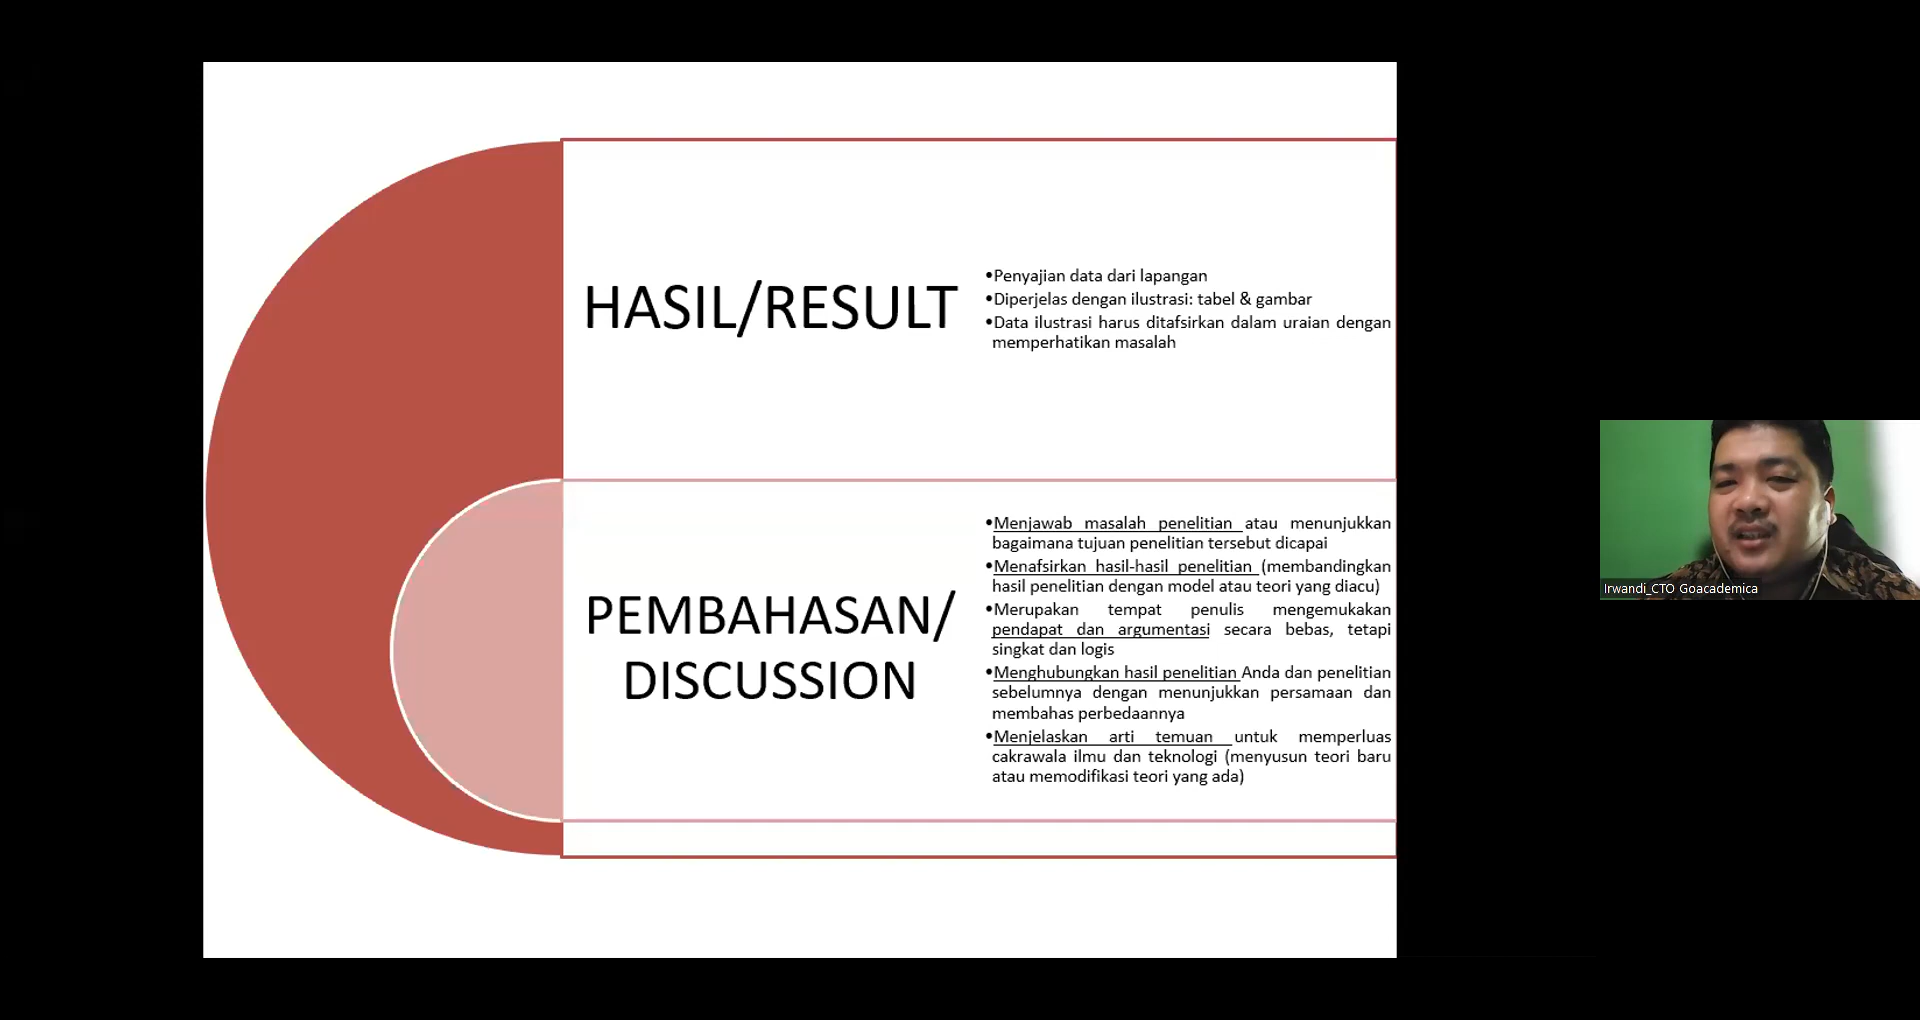 HASIL/RESULT
•Penyajian data dari lapangan
•Diperjelas dengan ilustrasi: tabel & gambar
•Data ilustrasi harus ditafsirkan dalam uraian dengan
memperhatikan masalah
PEMBAHASAN/
DISCUSSION
•Menjawab masalah penelitian atau menunjukkan
bagaimana tujuan penelitian tersebut dicapai
•Menafsirkan hasil-hasil penelitian (membandingkan
hasil penelitian dengan model atau teori yang diacu)
•Merupakan tempat penulis mengemukakan
pendapat dan argumentasi secara bebas, tetapi
singkat dan logis
•Menghubungkan hasil penelitian Anda dan penelitian
sebelumnya dengan menunjukkan persamaan dan
membahas perbedaannya
•Menjelaskan arti temuan untuk memperluas
cakrawala ilmu dan teknologi (menyusun teori baru
atau memodifikasi teori yang ada)
Irwandi_CTO Goacademica